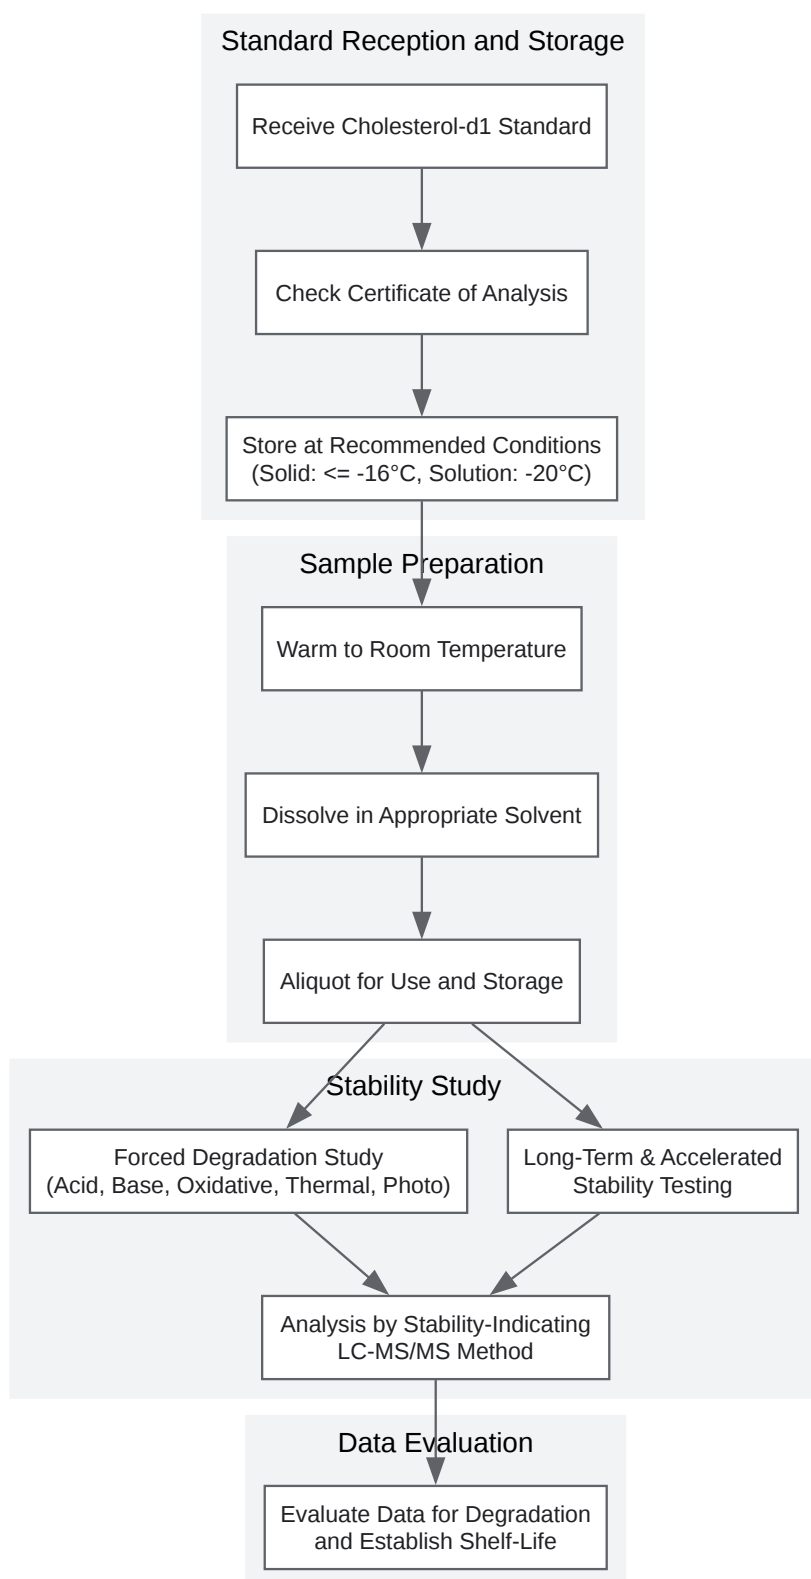 Standard Reception and Storage
Receive Cholesterol-d1 Standard
Check Certificate of Analysis
Store at Recommended Conditions
(Solid: <= -16°C, Solution: -20°C)
Sample Preparation
Warm to Room Temperature
Dissolve in Appropriate Solvent
Aliquot for Use and Storage
Stability Study
Forced Degradation Study
(Acid, Base, Oxidative, Thermal, Photo)
Long-Term & Accelerated
Stability Testing
Analysis by Stability-Indicating
LC-MS/MS Method
Data Evaluation
Evaluate Data for Degradation
and Establish Shelf-Life